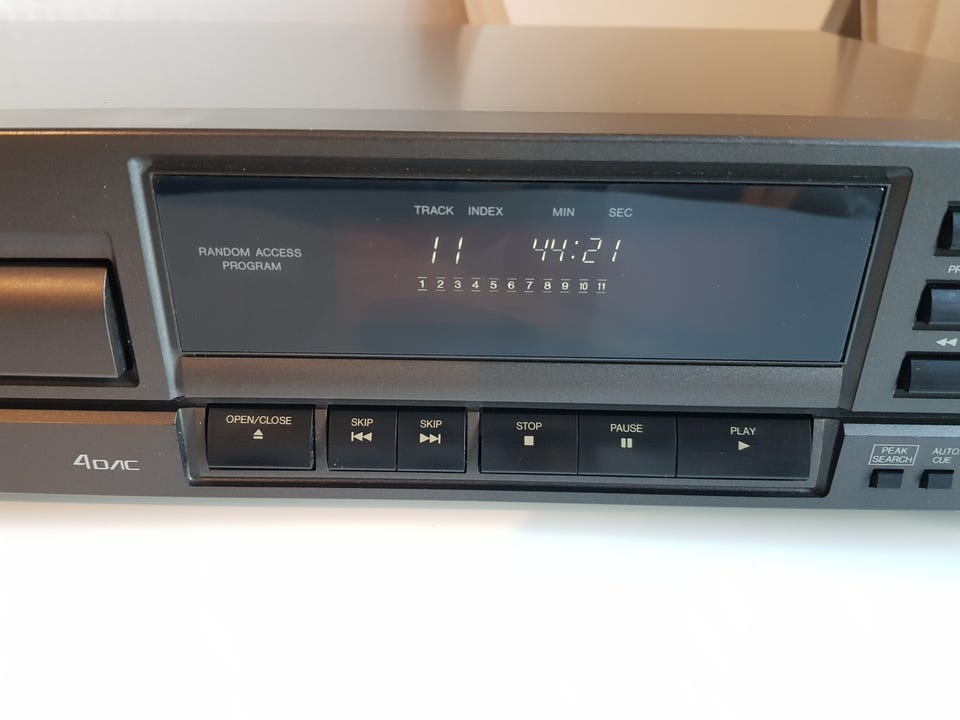 TRACK INDEX MIN SEC
RANDOM ACCESS
PROGRAM
11 44:21
1 2 3 4 5 6 7 8 9 10 11
OPEN/CLOSE
SKIP
SKIP
STOP
PAUSE
PLAY
4DAC
PEAK
SEARCH
AUTO
CUE